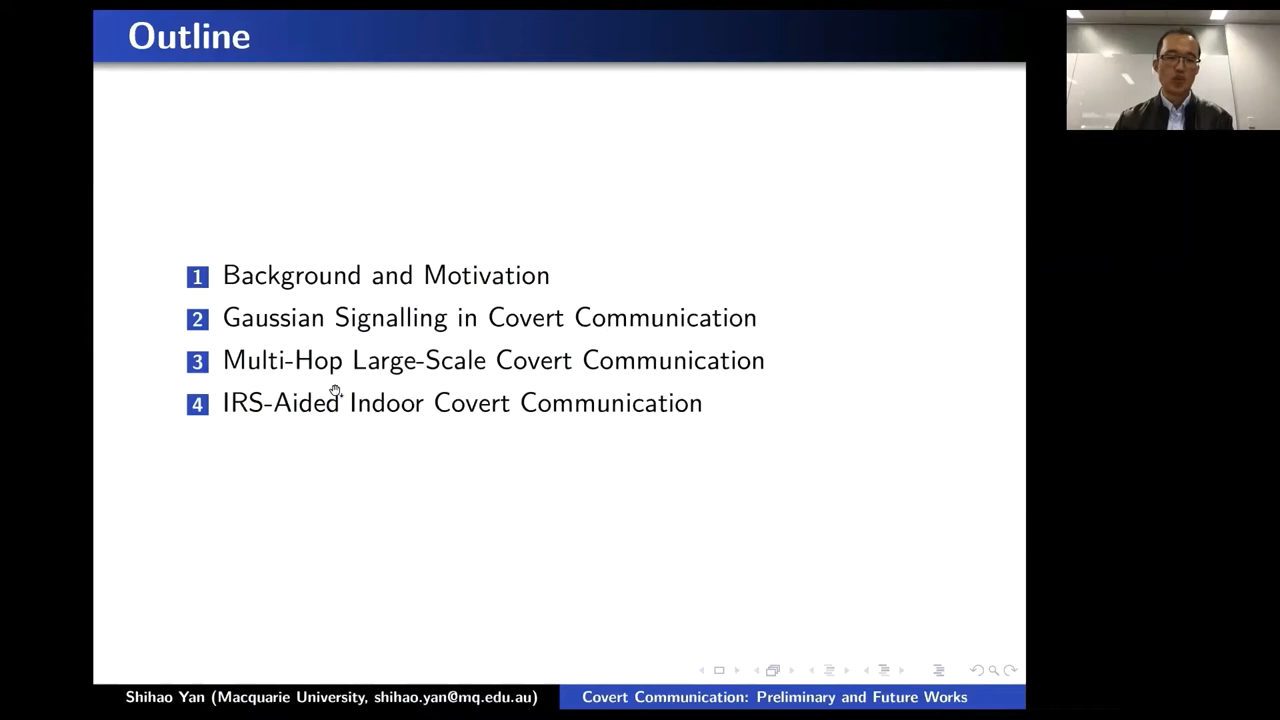 Outline
1 Background and Motivation
2 Gaussian Signalling in Covert Communication
3 Multi-Hop Large-Scale Covert Communication
4 IRS-Aided Indoor Covert Communication
Shihao Yan (Macquarie University, shihao.yan@mq.edu.au)
Covert Communication: Preliminary and Future Works